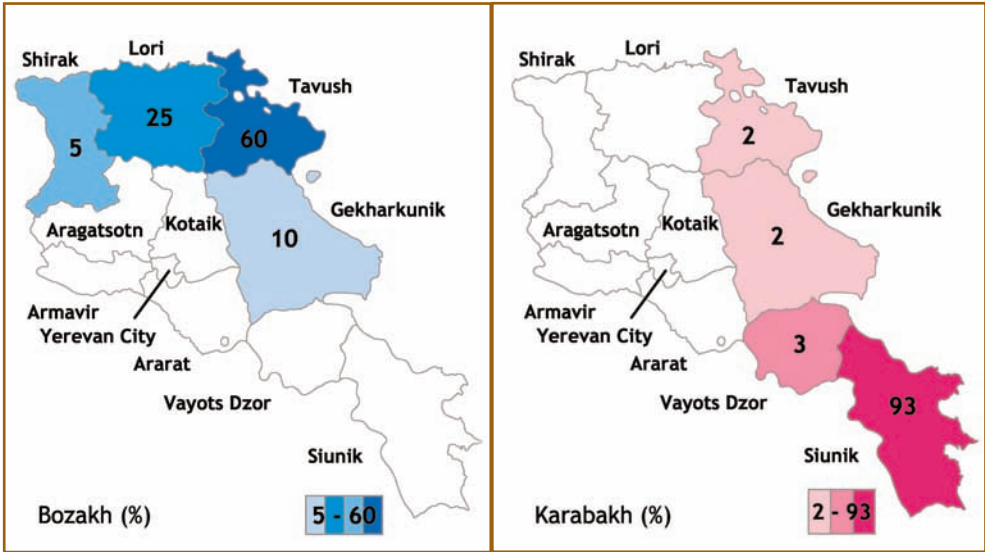 Lori
Shirak
Tavush
25
5
60
Kotaik
Gekharkunik
Aragatsotn
10
Armavir
Yerevan City
Ararat
Vayots Dzor
Siunik
Bozakh (%)
5 - 60
Lori
Shirak
Tavush
2
Kotaik
Gekharkunik
Aragatsotn
2
Armavir
Yerevan City
3
Ararat
Vayots Dzor
93
Siunik
Karabakh (%)
2 - 93